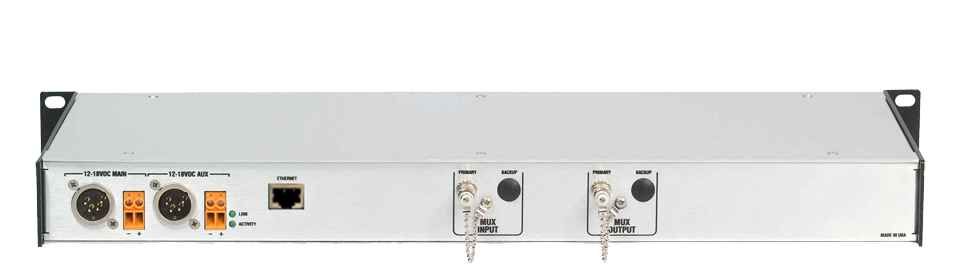 12-18VDC MAIN
12-18VDC AUX
- +
- +
LINK
ACTIVITY
ETHERNET
PRIMARY BACKUP
MUX
INPUT
PRIMARY BACKUP
MUX
OUTPUT
MADE IN USA